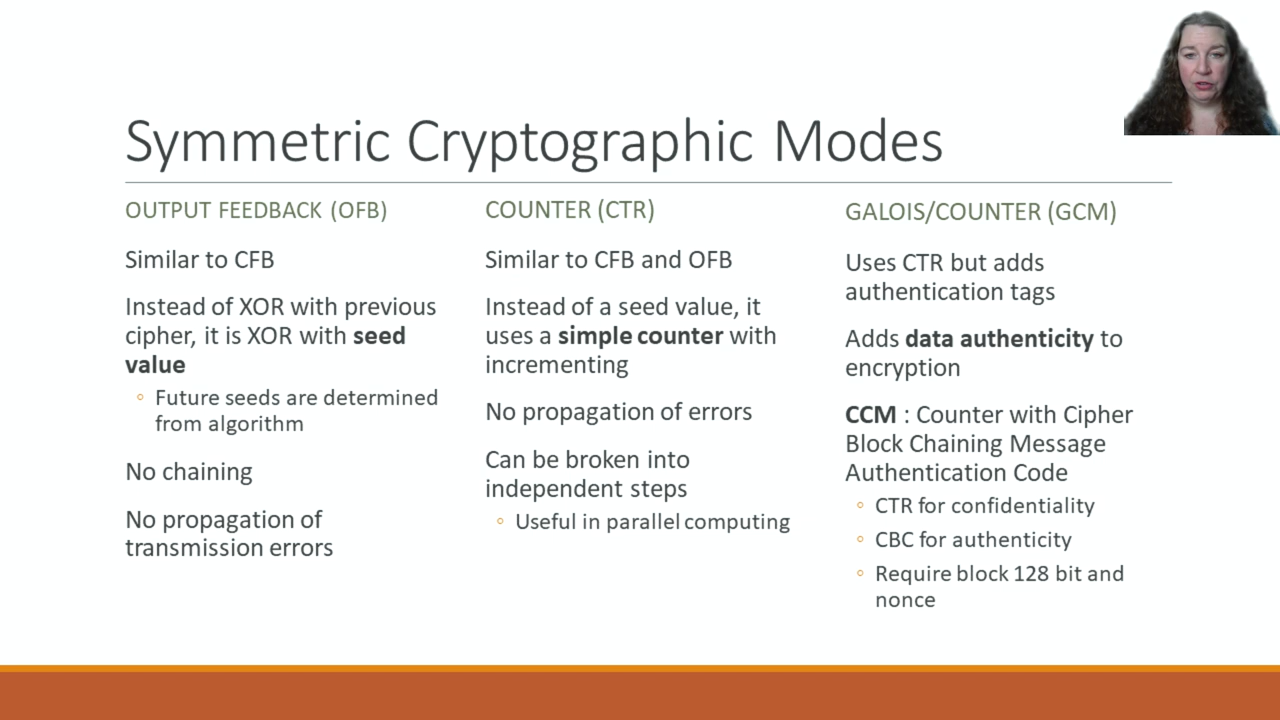 Symmetric Cryptographic Modes
OUTPUT FEEDBACK (OFB)
Similar to CFB
Instead of XOR with previous
cipher, it is XOR with seed
value
◦ Future seeds are determined
from algorithm
No chaining
No propagation of
transmission errors
COUNTER (CTR)
Similar to CFB and OFB
Instead of a seed value, it
uses a simple counter with
incrementing
No propagation of errors
Can be broken into
independent steps
◦ Useful in parallel computing
GALOIS/COUNTER (GCM)
Uses CTR but adds
authentication tags
Adds data authenticity to
encryption
CCM : Counter with Cipher
Block Chaining Message
Authentication Code
◦ CTR for confidentiality
◦ CBC for authenticity
◦ Require block 128 bit and
nonce